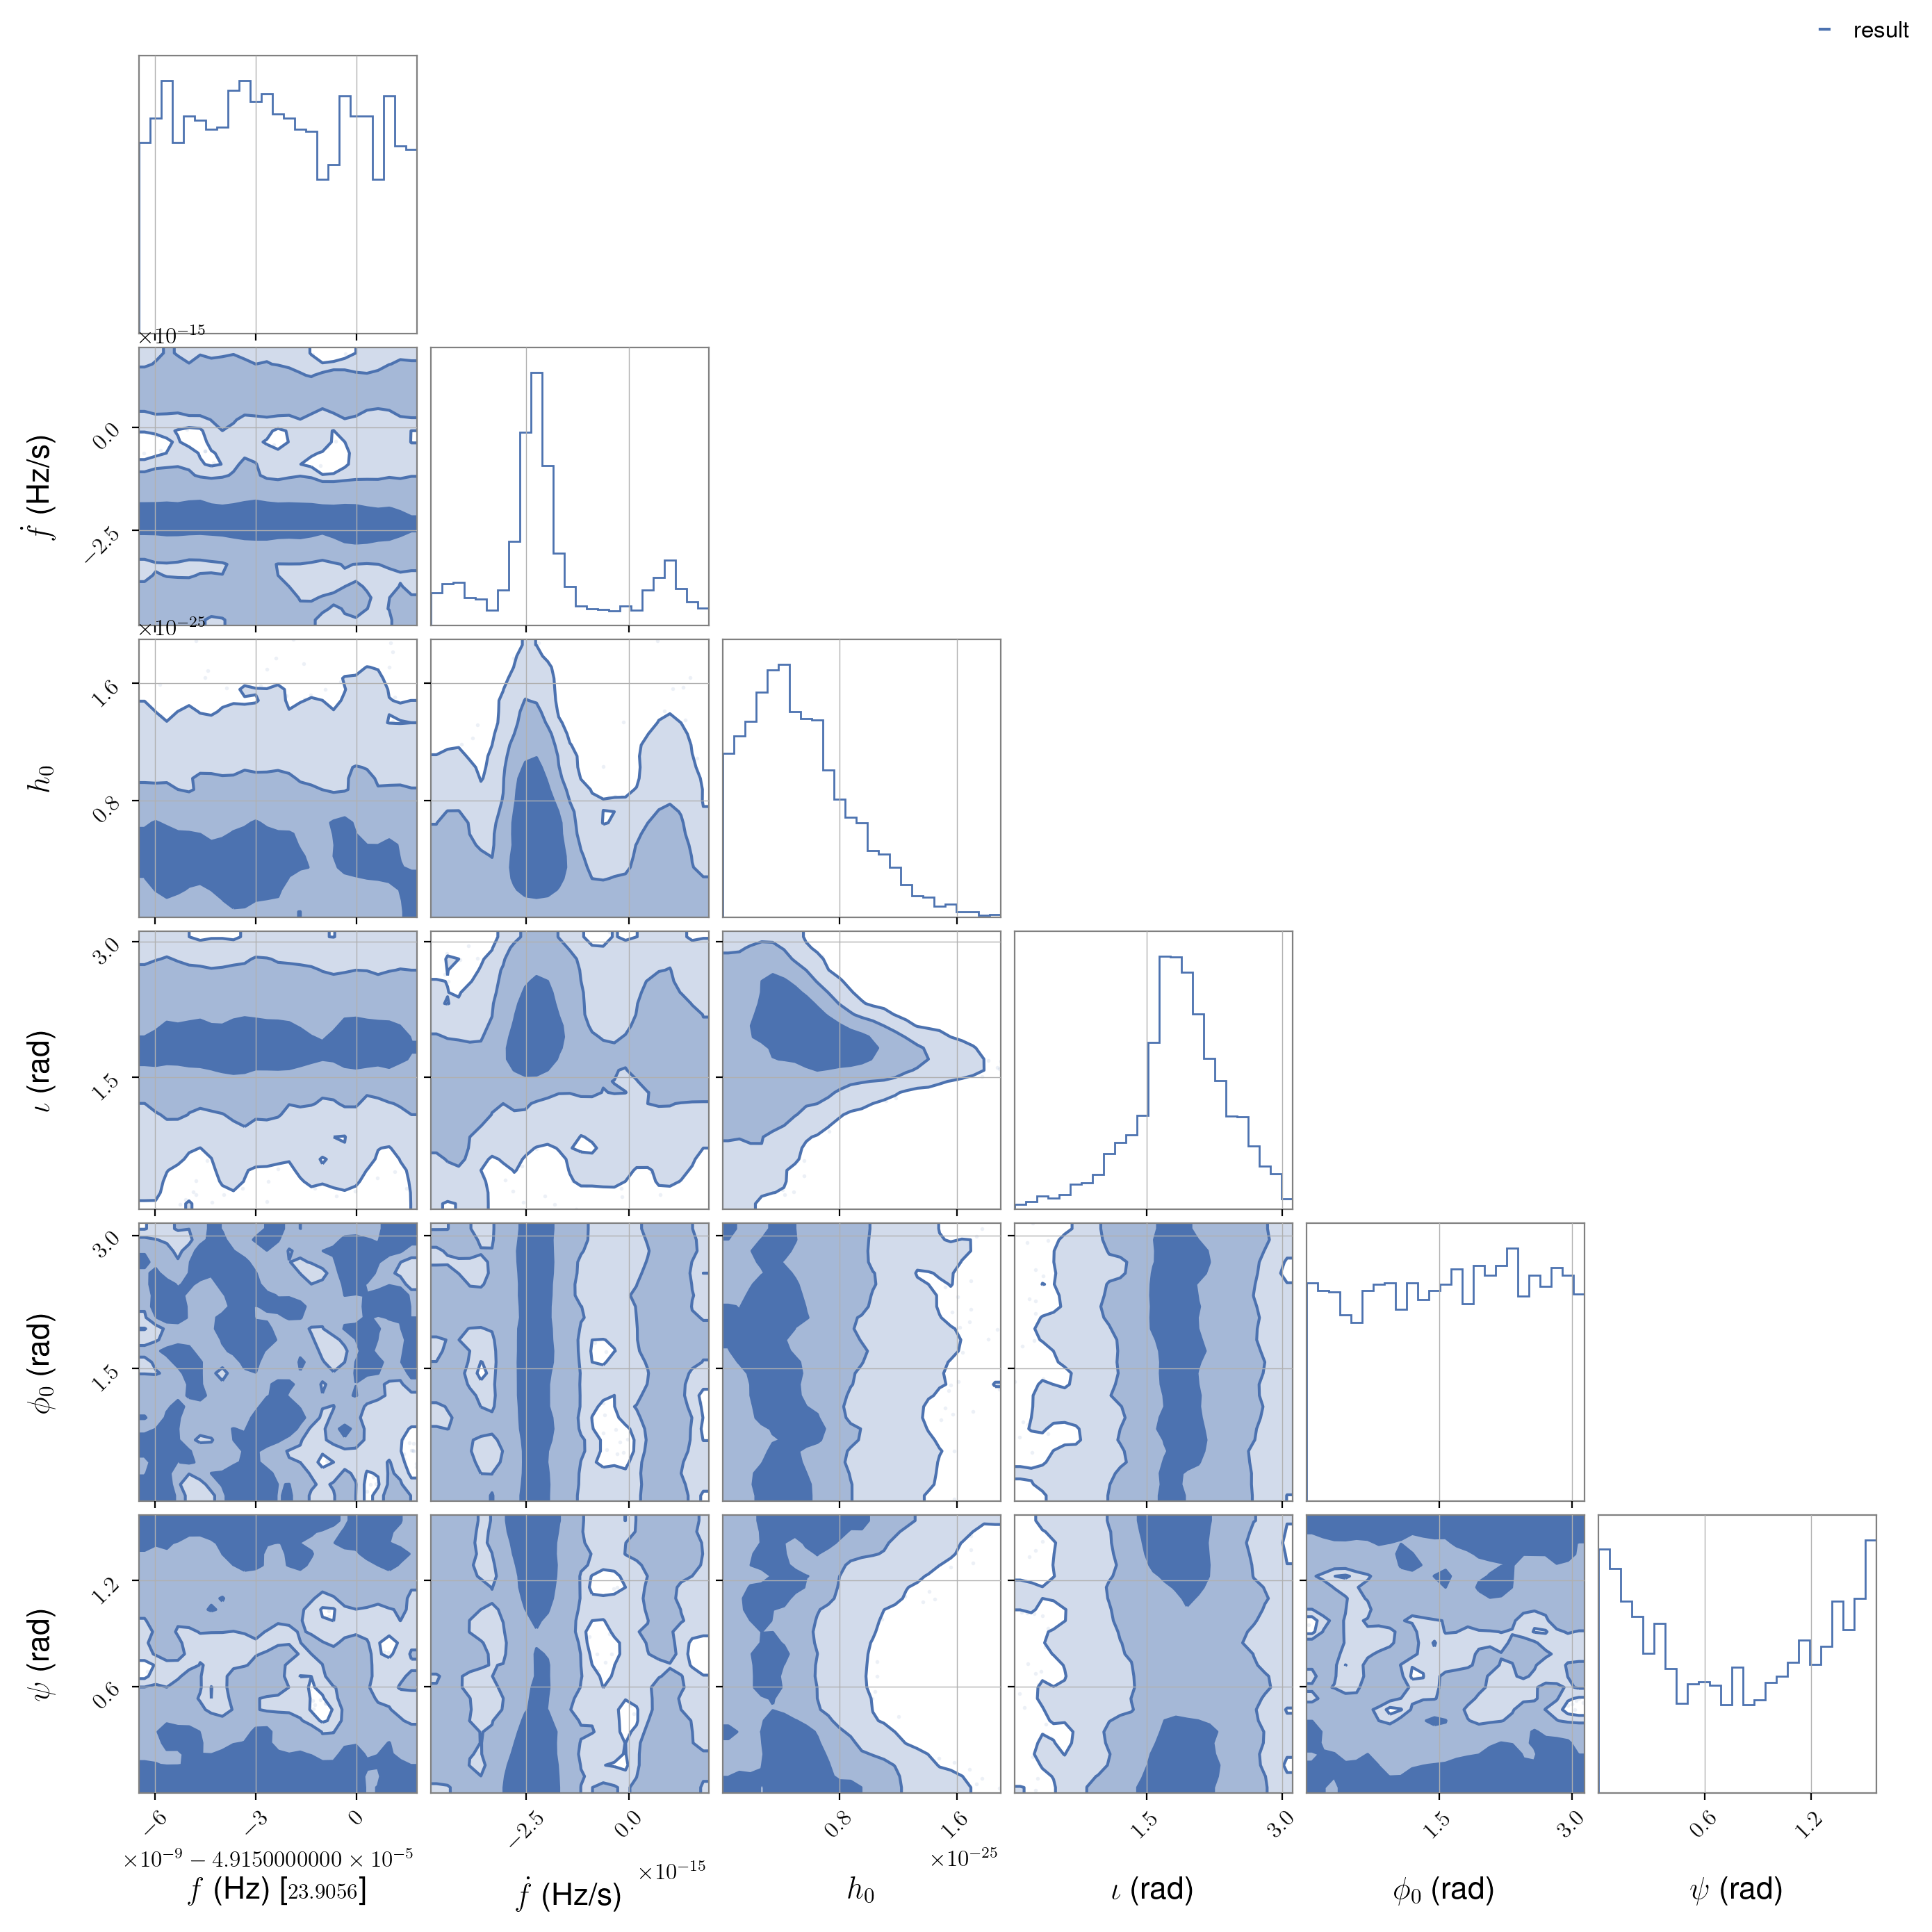 result
×10⁻¹⁵
0.0
−2.5
ḟ (Hz/s)
×10⁻²⁵
1.6
0.8
h₀
3.0
1.5
ι (rad)
3.0
1.5
ϕ₀ (rad)
1.2
0.6
ψ (rad)
−6 −3 0 −2.5 0.0 0.8 1.6 1.5 3.0 1.5 3.0 0.6 1.2
×10⁻⁹ − 4.9150000000 × 10⁻⁵ ×10⁻¹⁵ ×10⁻²⁵
f (Hz) [23.9056] ḟ (Hz/s) h₀ ι (rad) ϕ₀ (rad) ψ (rad)